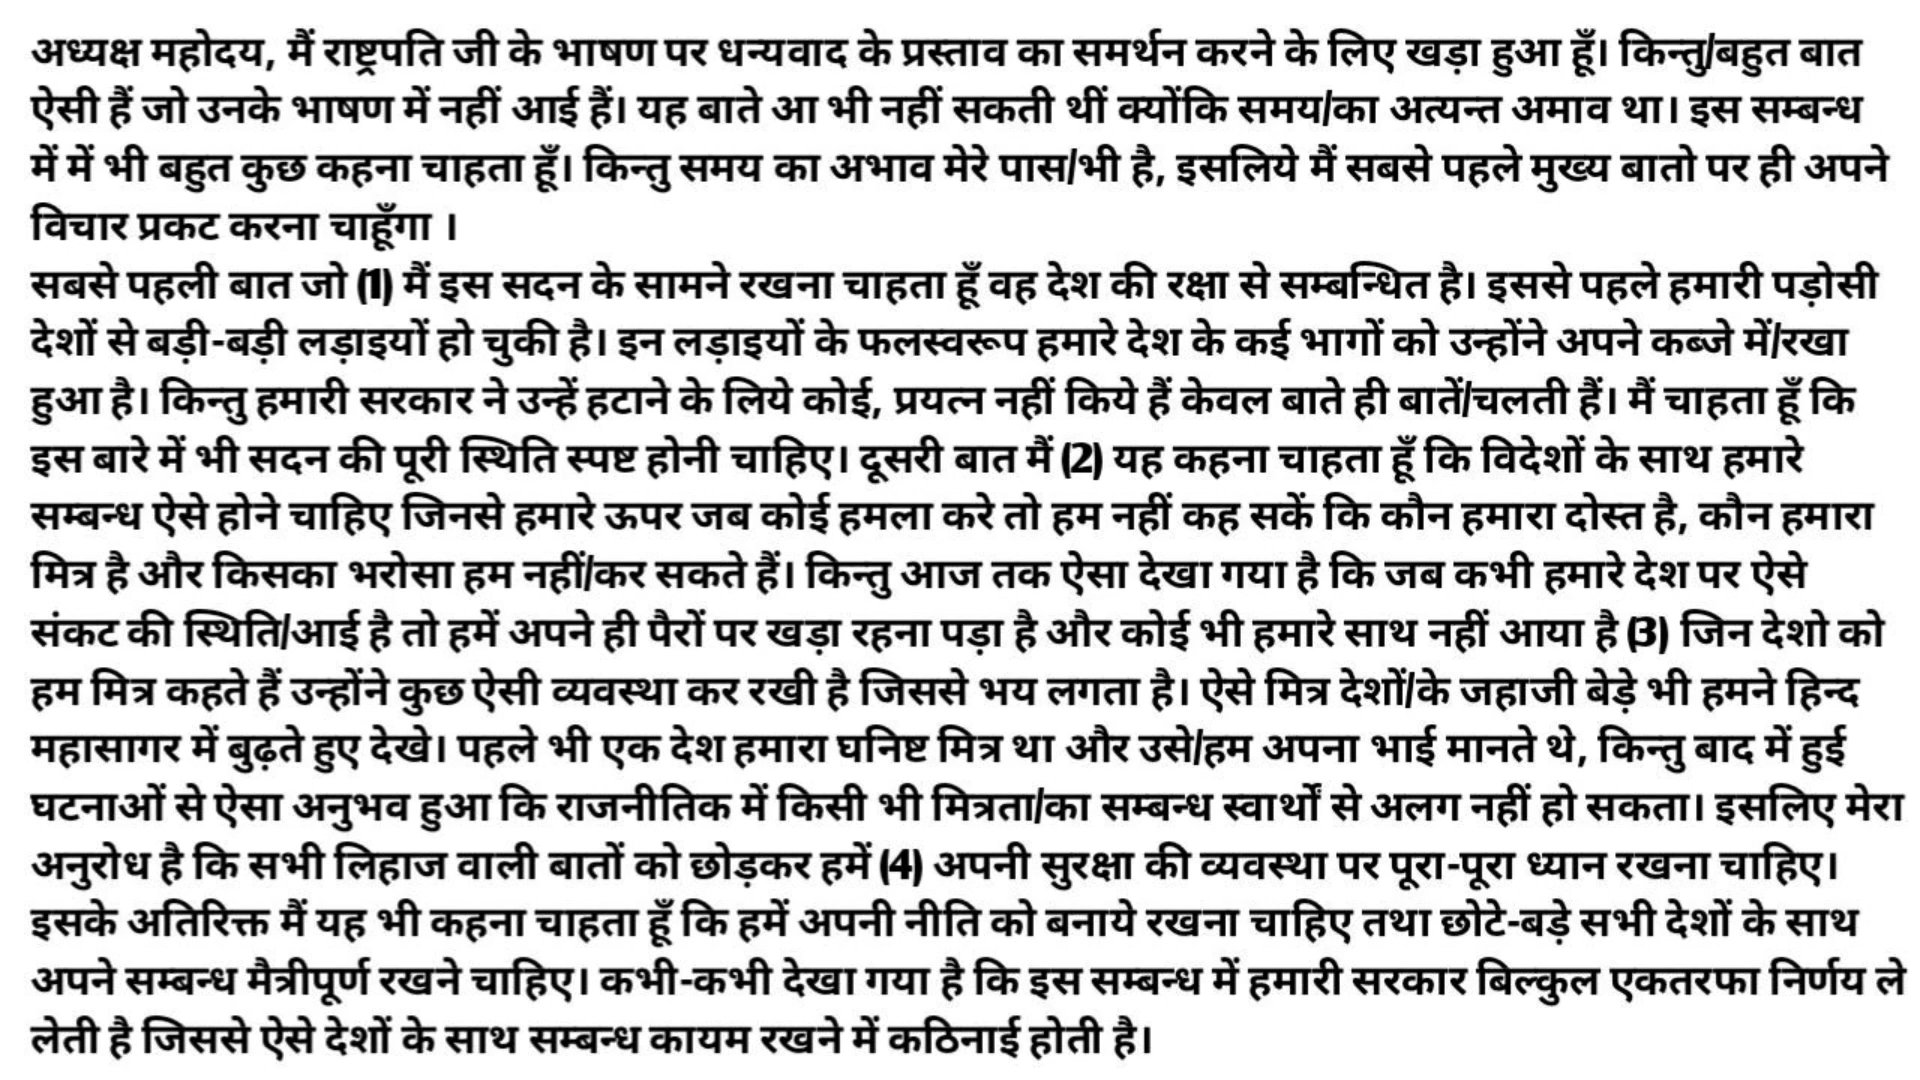 अध्यक्ष महोदय, मैं राष्ट्रपति जी के भाषण पर धन्यवाद के प्रस्ताव का समर्थन करने के लिए खड़ा हुआ हूँ। किन्तु/बहुत बात
ऐसी हैं जो उनके भाषण में नहीं आई हैं। यह बाते आ भी नहीं सकती थीं क्योंकि समय/का अत्यन्त अमाव था। इस सम्बन्ध
में में भी बहुत कुछ कहना चाहता हूँ। किन्तु समय का अभाव मेरे पास/भी है, इसलिये मैं सबसे पहले मुख्य बातो पर ही अपने
विचार प्रकट करना चाहूँगा ।
सबसे पहली बात जो (1) मैं इस सदन के सामने रखना चाहता हूँ वह देश की रक्षा से सम्बन्धित है। इससे पहले हमारी पड़ोसी
देशों से बड़ी-बड़ी लड़ाइयों हो चुकी है। इन लड़ाइयों के फलस्वरूप हमारे देश के कई भागों को उन्होंने अपने कब्जे में/रखा
हुआ है। किन्तु हमारी सरकार ने उन्हें हटाने के लिये कोई, प्रयत्न नहीं किये हैं केवल बाते ही बातें/चलती हैं। मैं चाहता हूँ कि
इस बारे में भी सदन की पूरी स्थिति स्पष्ट होनी चाहिए। दूसरी बात मैं (2) यह कहना चाहता हूँ कि विदेशों के साथ हमारे
सम्बन्ध ऐसे होने चाहिए जिनसे हमारे ऊपर जब कोई हमला करे तो हम नहीं कह सकें कि कौन हमारा दोस्त है, कौन हमारा
मित्र है और किसका भरोसा हम नहीं/कर सकते हैं। किन्तु आज तक ऐसा देखा गया है कि जब कभी हमारे देश पर ऐसे
संकट की स्थिति/आई है तो हमें अपने ही पैरों पर खड़ा रहना पड़ा है और कोई भी हमारे साथ नहीं आया है (3) जिन देशो को
हम मित्र कहते हैं उन्होंने कुछ ऐसी व्यवस्था कर रखी है जिससे भय लगता है। ऐसे मित्र देशों/के जहाजी बेड़े भी हमने हिन्द
महासागर में बुढ़ते हुए देखे। पहले भी एक देश हमारा घनिष्ट मित्र था और उसे/हम अपना भाई मानते थे, किन्तु बाद में हुई
घटनाओं से ऐसा अनुभव हुआ कि राजनीतिक में किसी भी मित्रता/का सम्बन्ध स्वार्थों से अलग नहीं हो सकता। इसलिए मेरा
अनुरोध है कि सभी लिहाज वाली बातों को छोड़कर हमें (4) अपनी सुरक्षा की व्यवस्था पर पूरा-पूरा ध्यान रखना चाहिए।
इसके अतिरिक्त मैं यह भी कहना चाहता हूँ कि हमें अपनी नीति को बनाये रखना चाहिए तथा छोटे-बड़े सभी देशों के साथ
अपने सम्बन्ध मैत्रीपूर्ण रखने चाहिए। कभी-कभी देखा गया है कि इस सम्बन्ध में हमारी सरकार बिल्कुल एकतरफा निर्णय ले
लेती है जिससे ऐसे देशों के साथ सम्बन्ध कायम रखने में कठिनाई होती है।